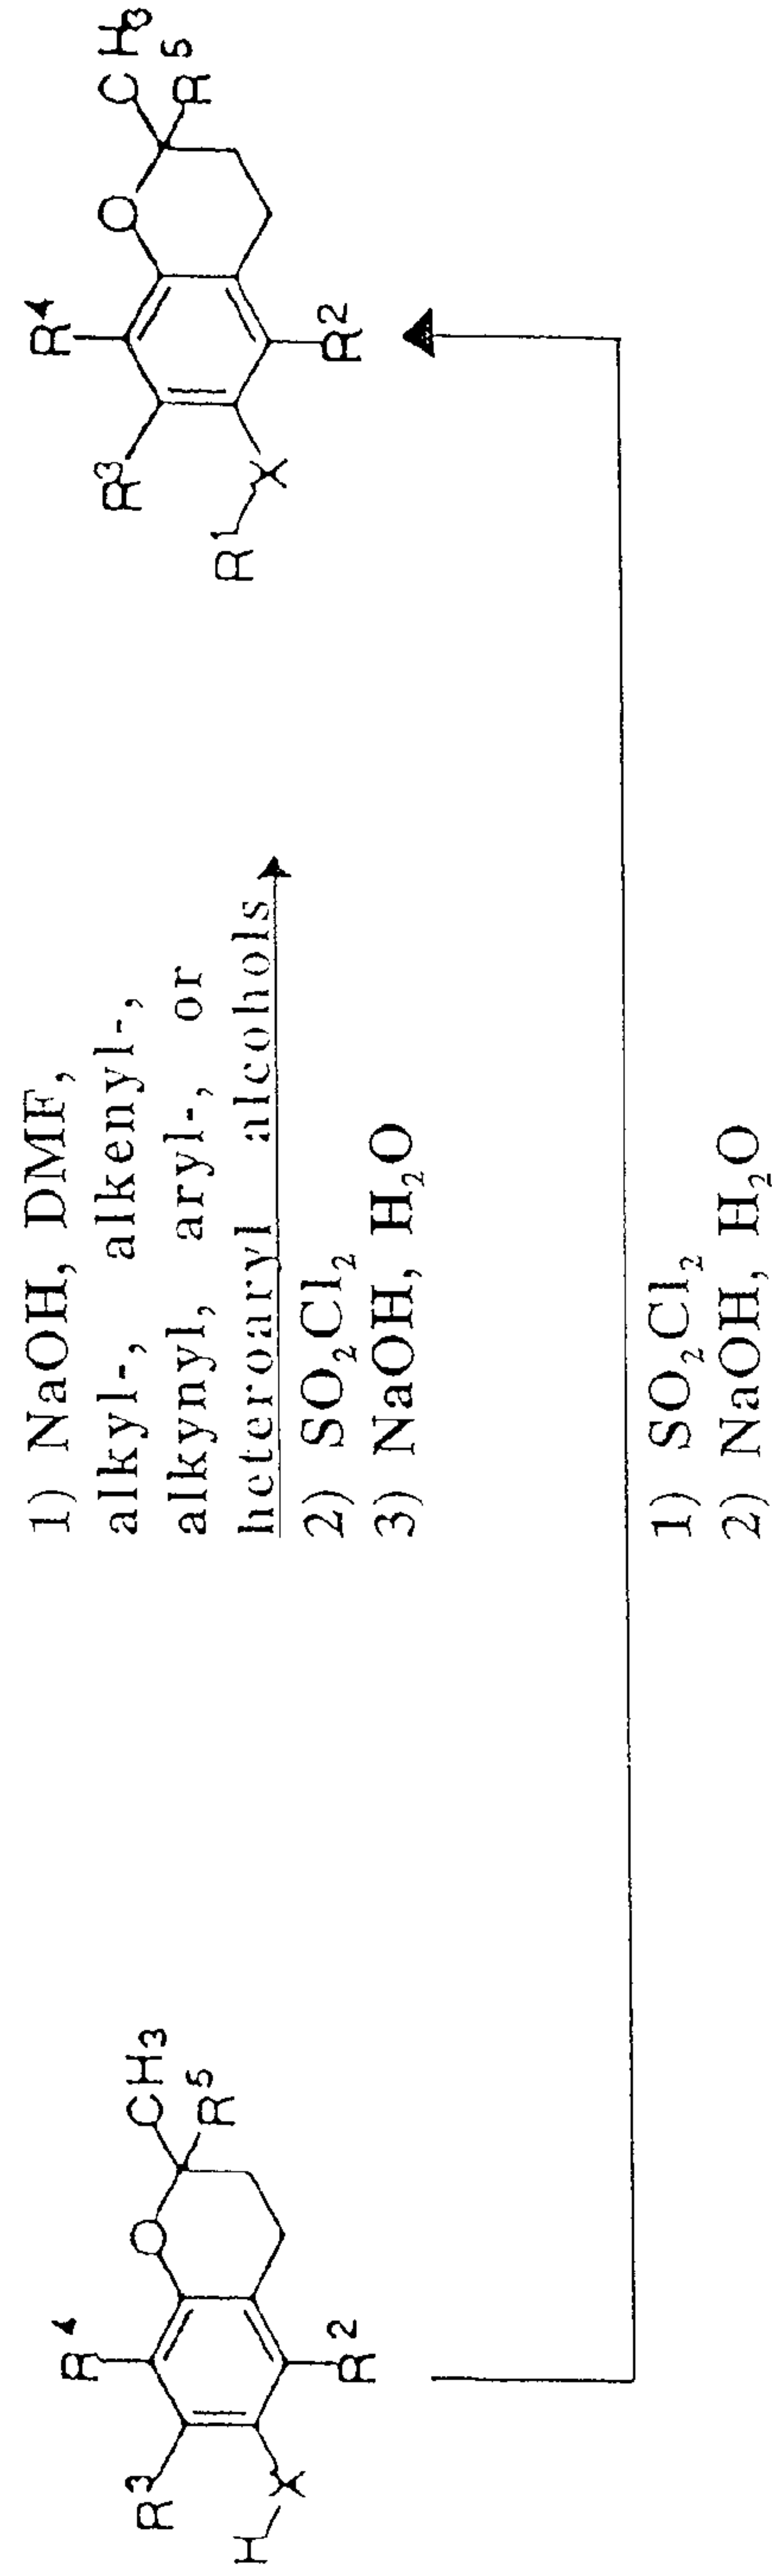 R⁴
R³
O
CH3
R⁵
H
X
R²
1) NaOH, DMF,
alkyl-, alkenyl-,
alkynyl, aryl-, or
heteroaryl alcohols
2) SO₂Cl₂
3) NaOH, H₂O
R⁴
R³
O
CH3
R⁵
R¹
X
R²
1) SO₂Cl₂
2) NaOH, H₂O